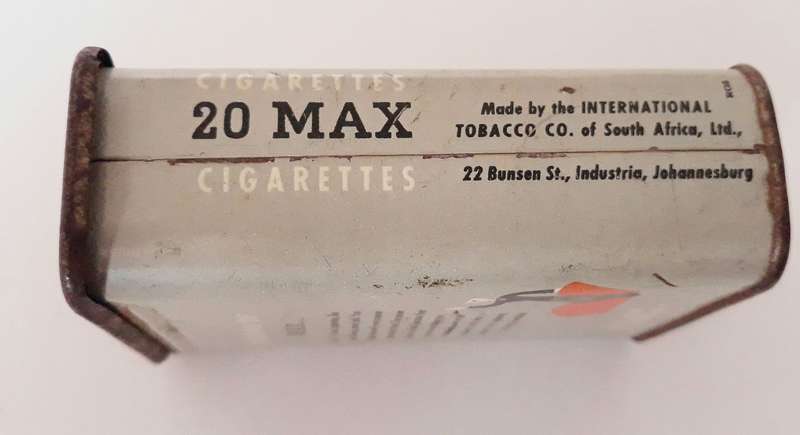 CIGARETTES
20 MAX
CIGARETTES
Made by the INTERNATIONAL
TOBACCO CO. of South Africa, Ltd.,
22 Bunsen St., Industria, Johannesburg